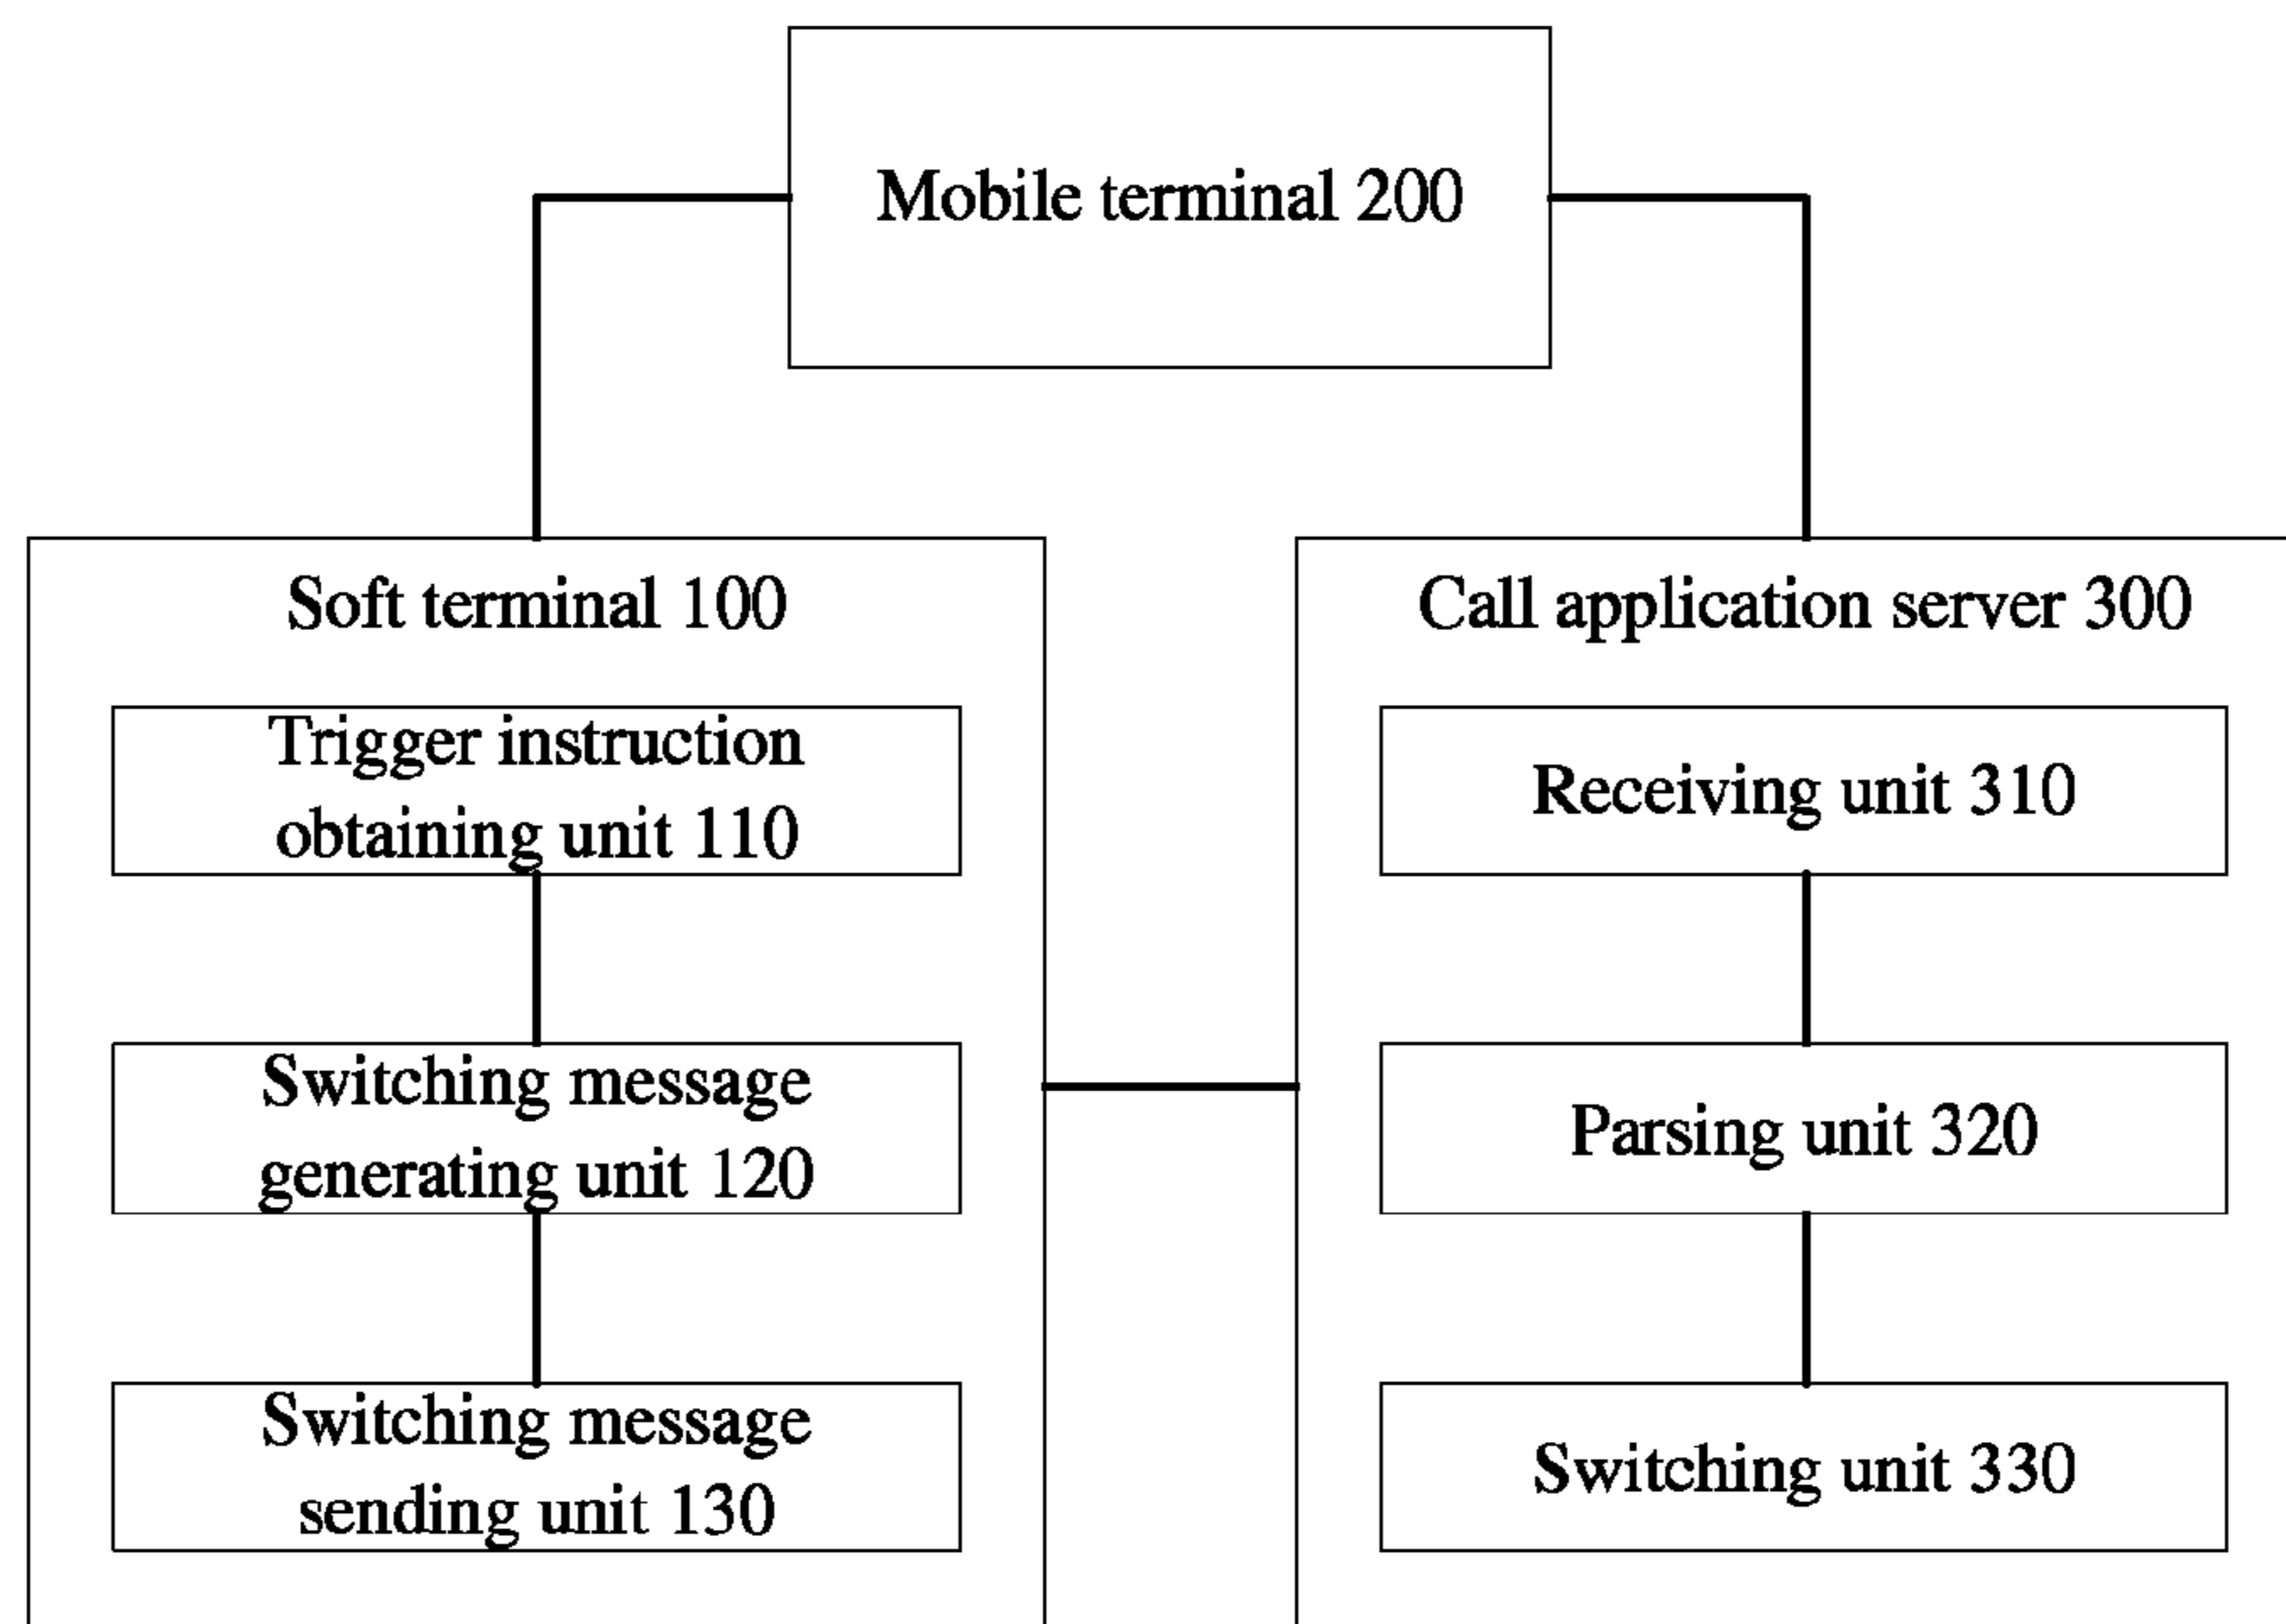 Mobile terminal 200
Soft terminal 100
Trigger instruction
obtaining unit 110
Switching message
generating unit 120
Switching message
sending unit 130
Call application server 300
Receiving unit 310
Parsing unit 320
Switching unit 330